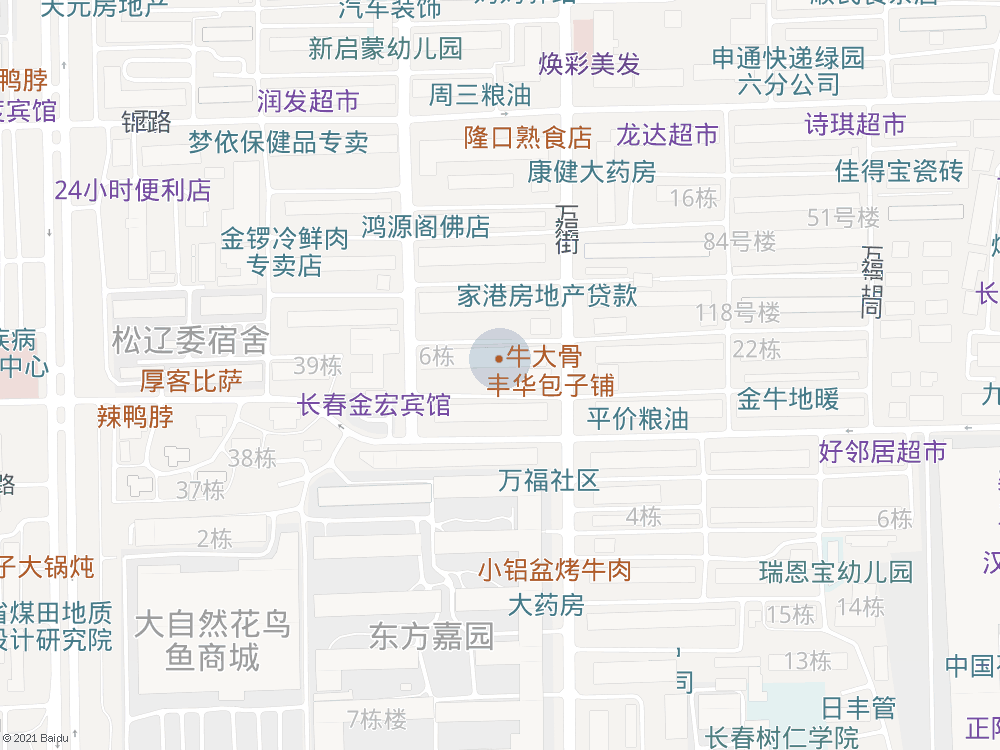 天元房地产
汽车装饰
新启蒙幼儿园
焕彩美发
申通快递绿园
六分公司
鸭脖
宾馆
润发超市
周三粮油
锟路
梦依保健品专卖
隆口熟食店
龙达超市
诗琪超市
康健大药房
佳得宝瓷砖
24小时便利店
16栋
51号楼
金锣冷鲜肉
专卖店
鸿源阁佛店
万福街
84号楼
万福胡同
家港房地产贷款
118号楼
长
疾病
中心
松辽委宿舍
39栋
6栋
牛大骨
22栋
厚客比萨
丰华包子铺
辣鸭脖
长春金宏宾馆
平价粮油
金牛地暖
九
38栋
好邻居超市
路
37栋
万福社区
2栋
4栋
6栋
子大锅炖
小铝盆烤牛肉
瑞恩宝幼儿园
汉
省煤田地质
设计研究院
大自然花鸟
鱼商城
大药房
东方嘉园
15栋
14栋
13栋
司
中国石
7栋楼
日丰管
长春树仁学院
正阳
© 2021 Baidu